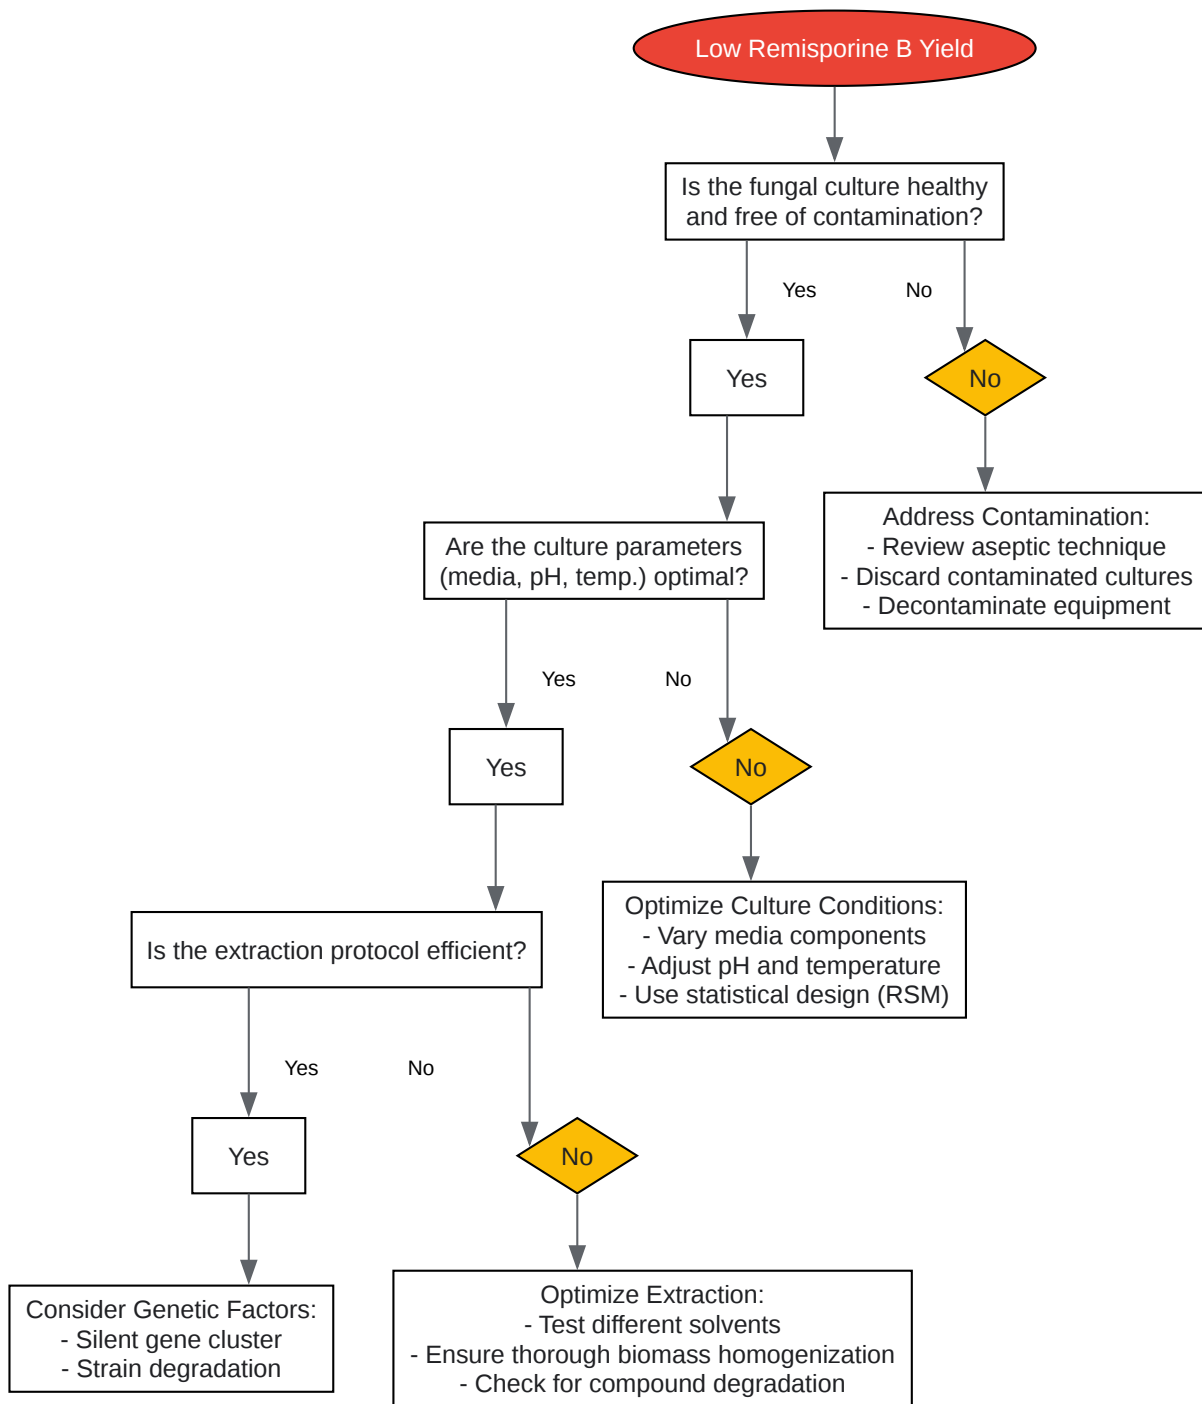 Low Remisporine B Yield
Is the fungal culture healthy
and free of contamination?
Yes
No
Yes
No
Address Contamination:
- Review aseptic technique
- Discard contaminated cultures
- Decontaminate equipment
Are the culture parameters
(media, pH, temp.) optimal?
Yes
No
Yes
No
Optimize Culture Conditions:
- Vary media components
- Adjust pH and temperature
- Use statistical design (RSM)
Is the extraction protocol efficient?
Yes
No
Yes
No
Consider Genetic Factors:
- Silent gene cluster
- Strain degradation
Optimize Extraction:
- Test different solvents
- Ensure thorough biomass homogenization
- Check for compound degradation